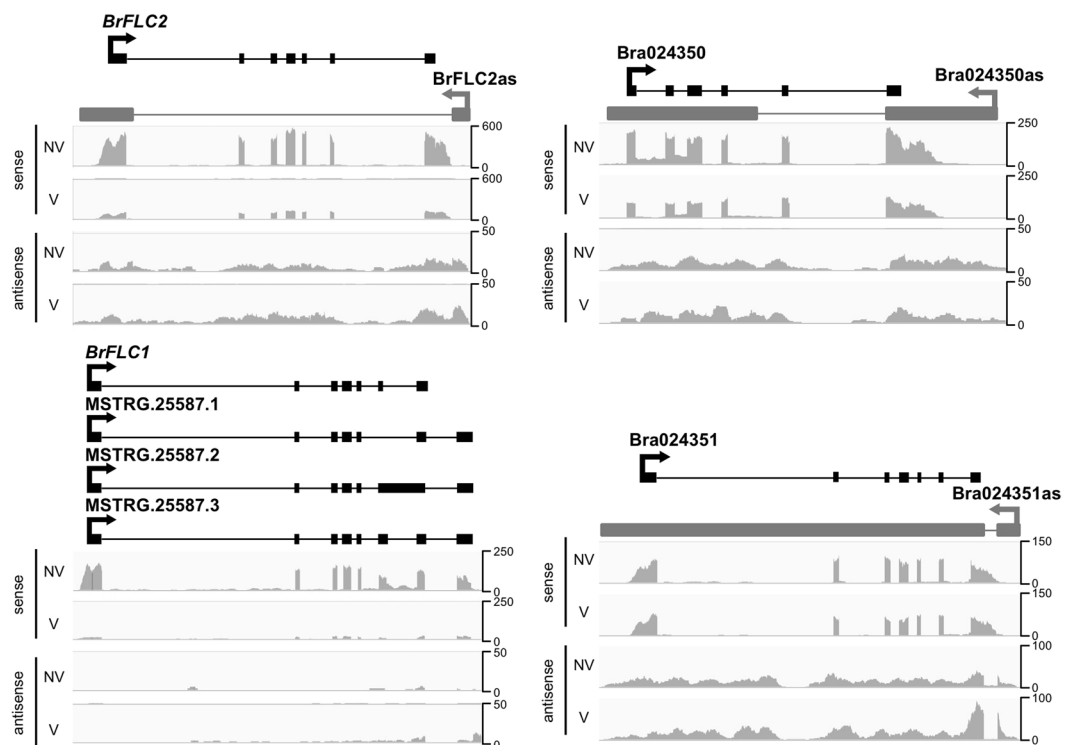 BrFLC2
BrFLC2as
600
NV
0
sense
600
V
0
50
NV
0
antisense
50
V
0
Bra024350
Bra024350as
250
NV
0
sense
250
V
0
50
NV
0
antisense
50
V
0
BrFLC1
MSTRG.25587.1
MSTRG.25587.2
MSTRG.25587.3
250
NV
0
sense
250
V
0
50
NV
0
antisense
50
V
0
Bra024351
Bra024351as
150
NV
0
sense
150
V
0
100
NV
0
antisense
100
V
0